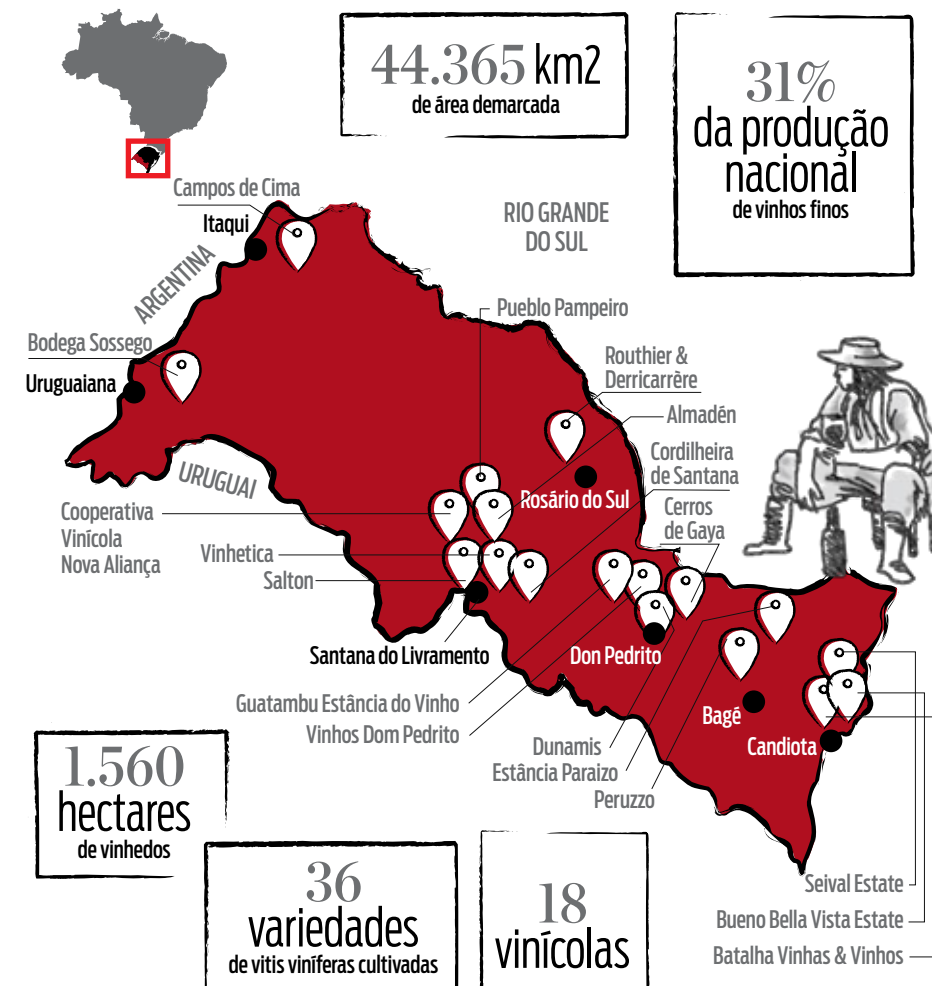 44.365 km2
de área demarcada
31%
da produção
nacional
de vinhos finos
Campos de Cima
Itaqui
RIO GRANDE
DO SUL
ARGENTINA
Pueblo Pampeiro
Bodega Sossego
Uruguaiana
Routhier &
Derricarrère
Almadén
Cordilheira
de Santana
URUGUAI
Rosário do Sul
Cerros
de Gaya
Cooperativa
Vinícola
Nova Aliança
Vinhetica
Salton
Santana do Livramento
Don Pedrito
Guatambu Estância do Vinho
Vinhos Dom Pedrito
Bagé
Candiota
Dunamis
Estância Paraizo
Peruzzo
1.560
hectares
de vinhedos
36
variedades
de vitis viníferas cultivadas
18
vinícolas
Seival Estate
Bueno Bella Vista Estate
Batalha Vinhas & Vinhos